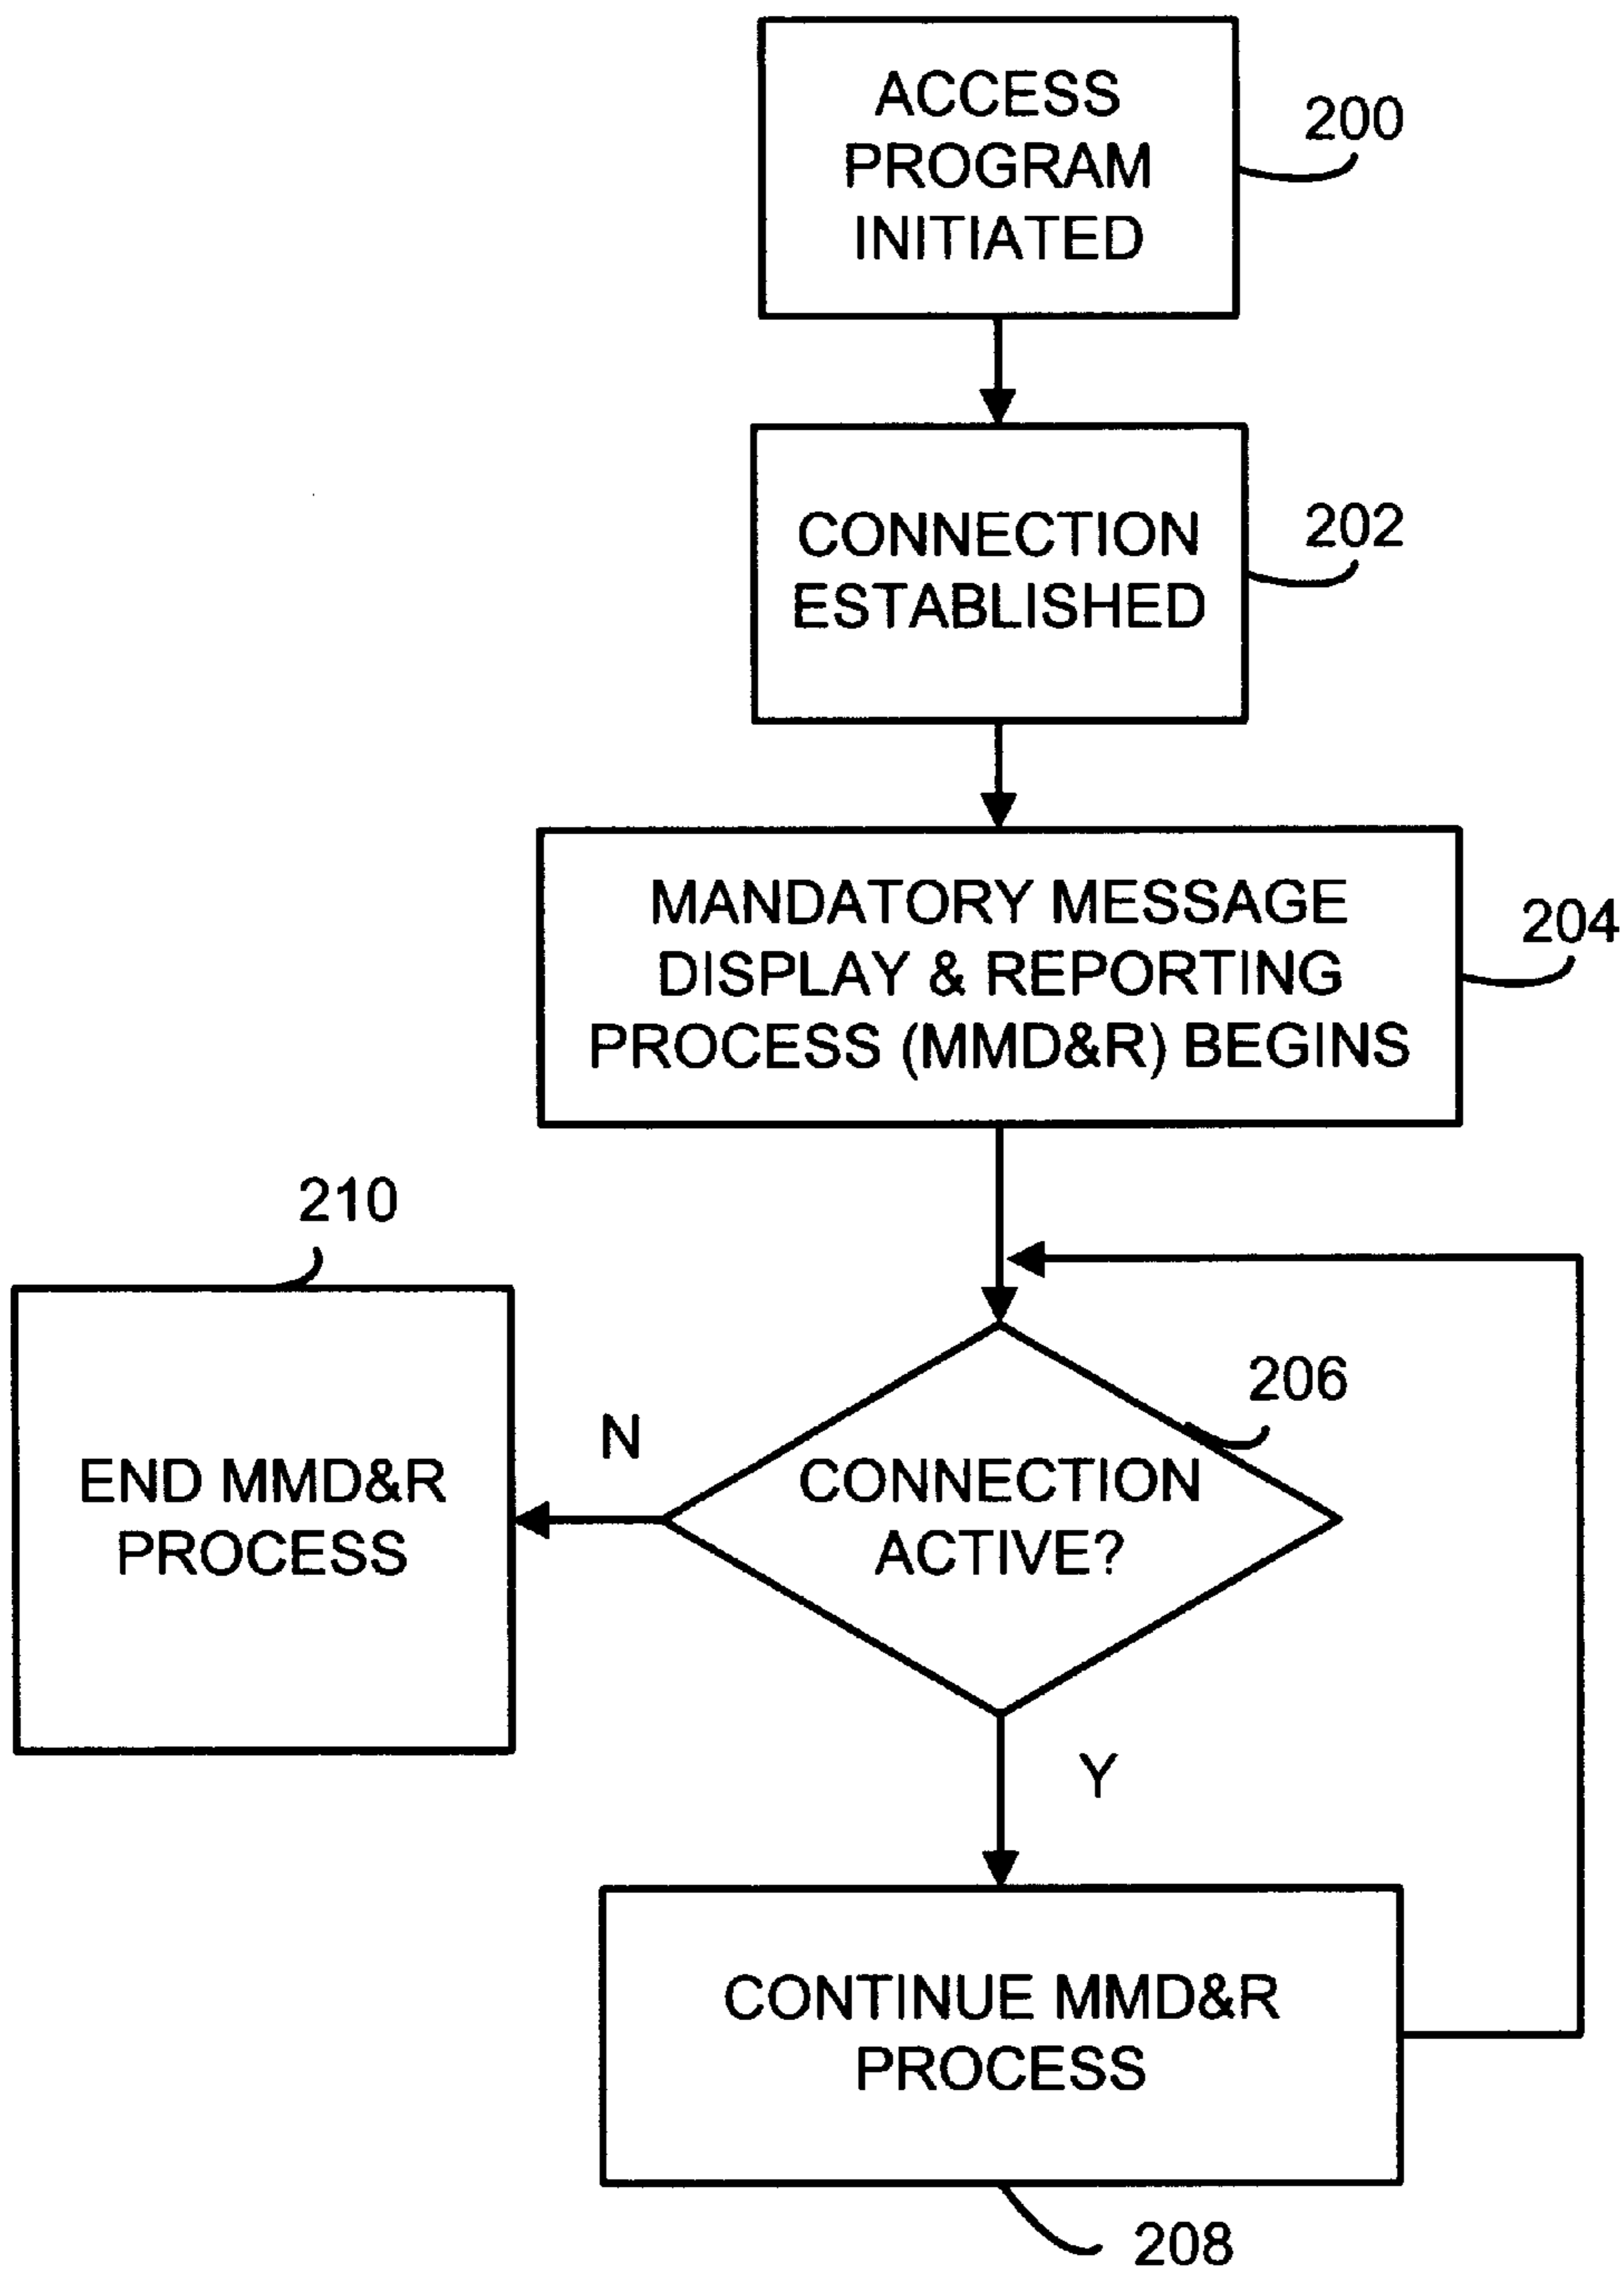 ACCESS
PROGRAM
INITIATED
200
CONNECTION
ESTABLISHED
202
MANDATORY MESSAGE
DISPLAY & REPORTING
PROCESS (MMD&R) BEGINS
204
210
END MMD&R
PROCESS
N
206
CONNECTION
ACTIVE?
Y
CONTINUE MMD&R
PROCESS
208